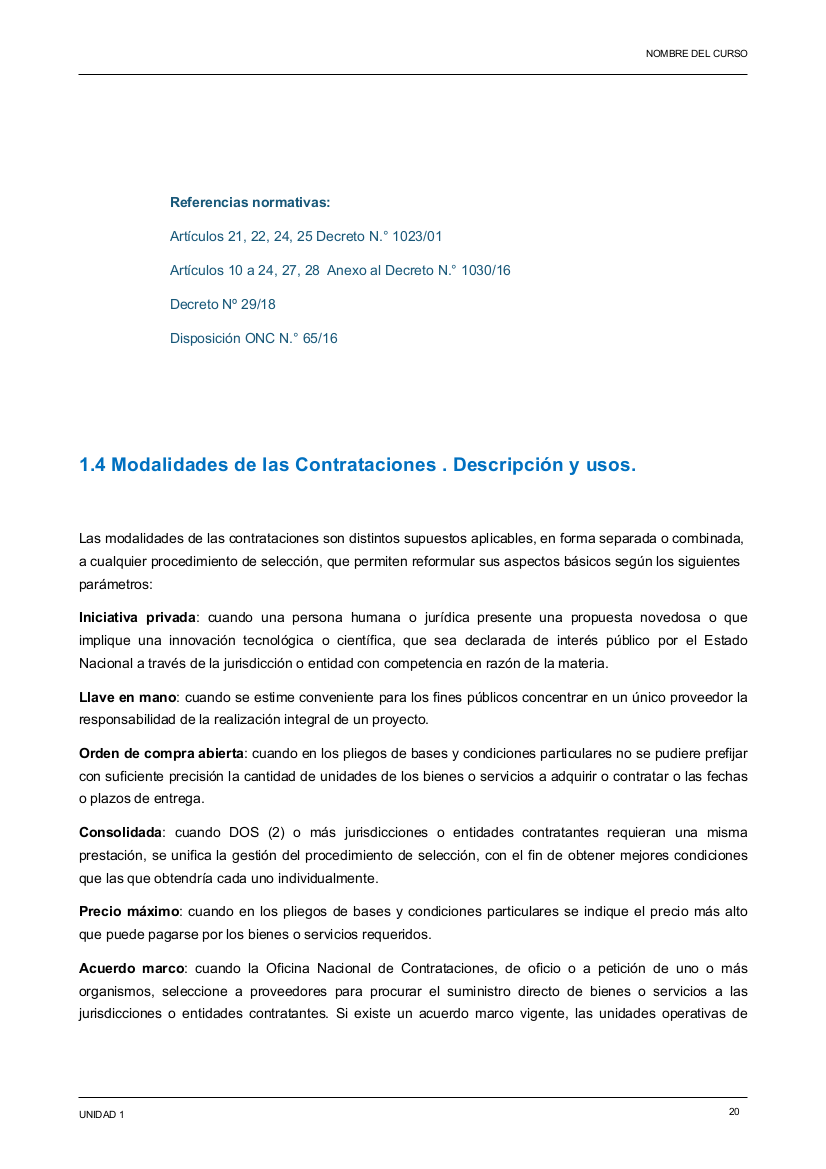 NOMBRE DEL CURSO
Referencias normativas:
Artículos 21, 22, 24, 25 Decreto N.° 1023/01
Artículos 10 a 24, 27, 28  Anexo al Decreto N.° 1030/16
Decreto Nº 29/18
Disposición ONC N.° 65/16
1.4 Modalidades de las Contrataciones . Descripción y usos.
Las modalidades de las contrataciones son distintos supuestos aplicables, en forma separada o combinada,
a cualquier procedimiento de selección, que permiten reformular sus aspectos básicos según los siguientes
parámetros:
Iniciativa privada: cuando una persona humana o jurídica presente una propuesta novedosa o que
implique una innovación tecnológica o científica, que sea declarada de interés público por el Estado
Nacional a través de la jurisdicción o entidad con competencia en razón de la materia.
Llave en mano: cuando se estime conveniente para los fines públicos concentrar en un único proveedor la
responsabilidad de la realización integral de un proyecto.
Orden de compra abierta: cuando en los pliegos de bases y condiciones particulares no se pudiere prefijar
con suficiente precisión la cantidad de unidades de los bienes o servicios a adquirir o contratar o las fechas
o plazos de entrega.
Consolidada: cuando DOS (2) o más jurisdicciones o entidades contratantes requieran una misma
prestación, se unifica la gestión del procedimiento de selección, con el fin de obtener mejores condiciones
que las que obtendría cada uno individualmente.
Precio máximo: cuando en los pliegos de bases y condiciones particulares se indique el precio más alto
que puede pagarse por los bienes o servicios requeridos.
Acuerdo marco: cuando la Oficina Nacional de Contrataciones, de oficio o a petición de uno o más
organismos, seleccione a proveedores para procurar el suministro directo de bienes o servicios a las
jurisdicciones o entidades contratantes. Si existe un acuerdo marco vigente, las unidades operativas de
UNIDAD 1
20